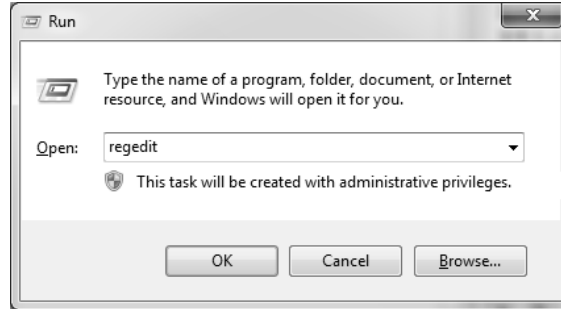 Run
x
Type the name of a program, folder, document, or Internet
resource, and Windows will open it for you.
Open: regedit
This task will be created with administrative privileges.
OK Cancel Browse...